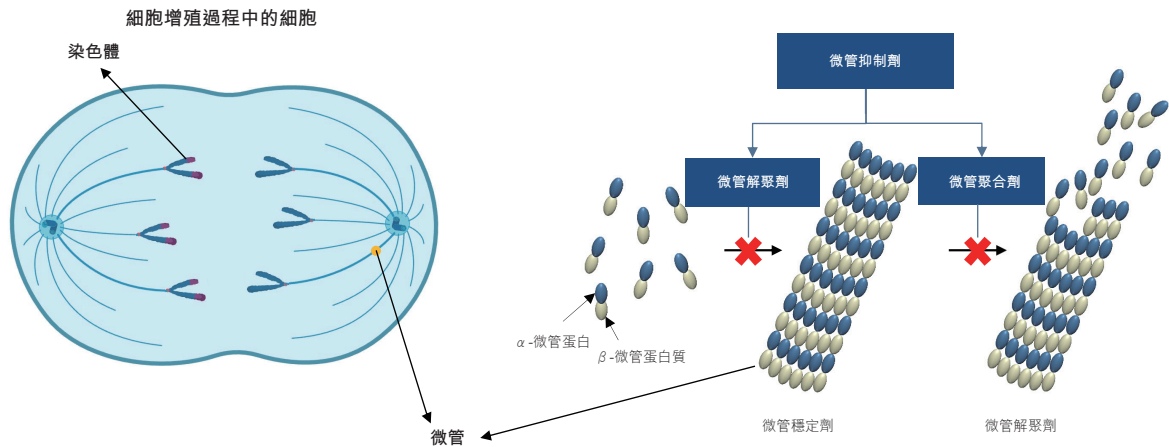 細胞增殖過程中的細胞
染色體
微管抑制劑
微管解聚劑
微管聚合劑
α-微管蛋白
β-微管蛋白質
微管穩定劑
微管解聚劑
微管